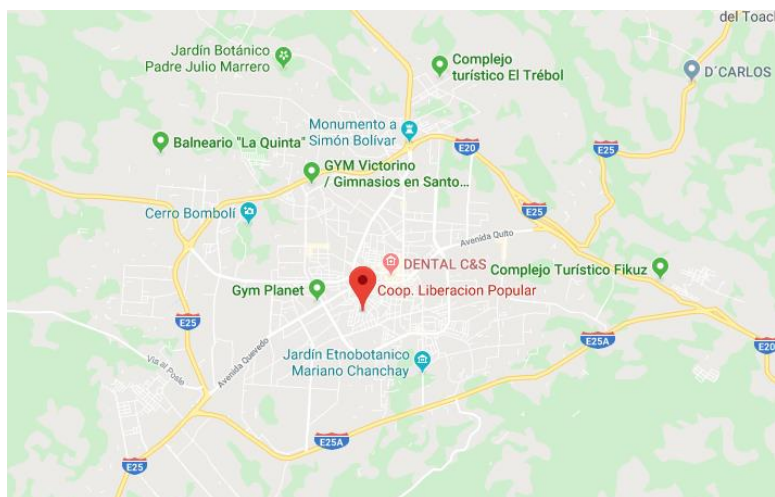 del Toach
Jardín Botánico
Padre Julio Marrero
Complejo
turístico El Trébol
D´CARLOS
Monumento a
Simón Bolívar
Balneario "La Quinta"
E20
E25
GYM Victorino
/ Gimnasios en Santo...
Cerro Bombolí
E25
Avenida Quito
DENTAL C&S
Complejo Turístico Fikuz
Gym Planet
Coop. Liberacion Popular
E25
Avenida Quevedo
E25A
E20
Vía al Poste
Jardín Etnobotanico
Mariano Chanchay
E25A
E25